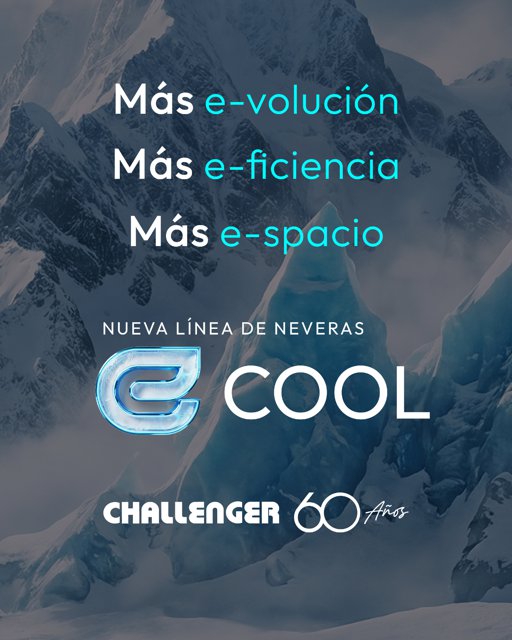 Más e-volución
Más e-ficiencia
Más e-spacio
NUEVA LÍNEA DE NEVERAS
e COOL
CHALLENGER 60 Años